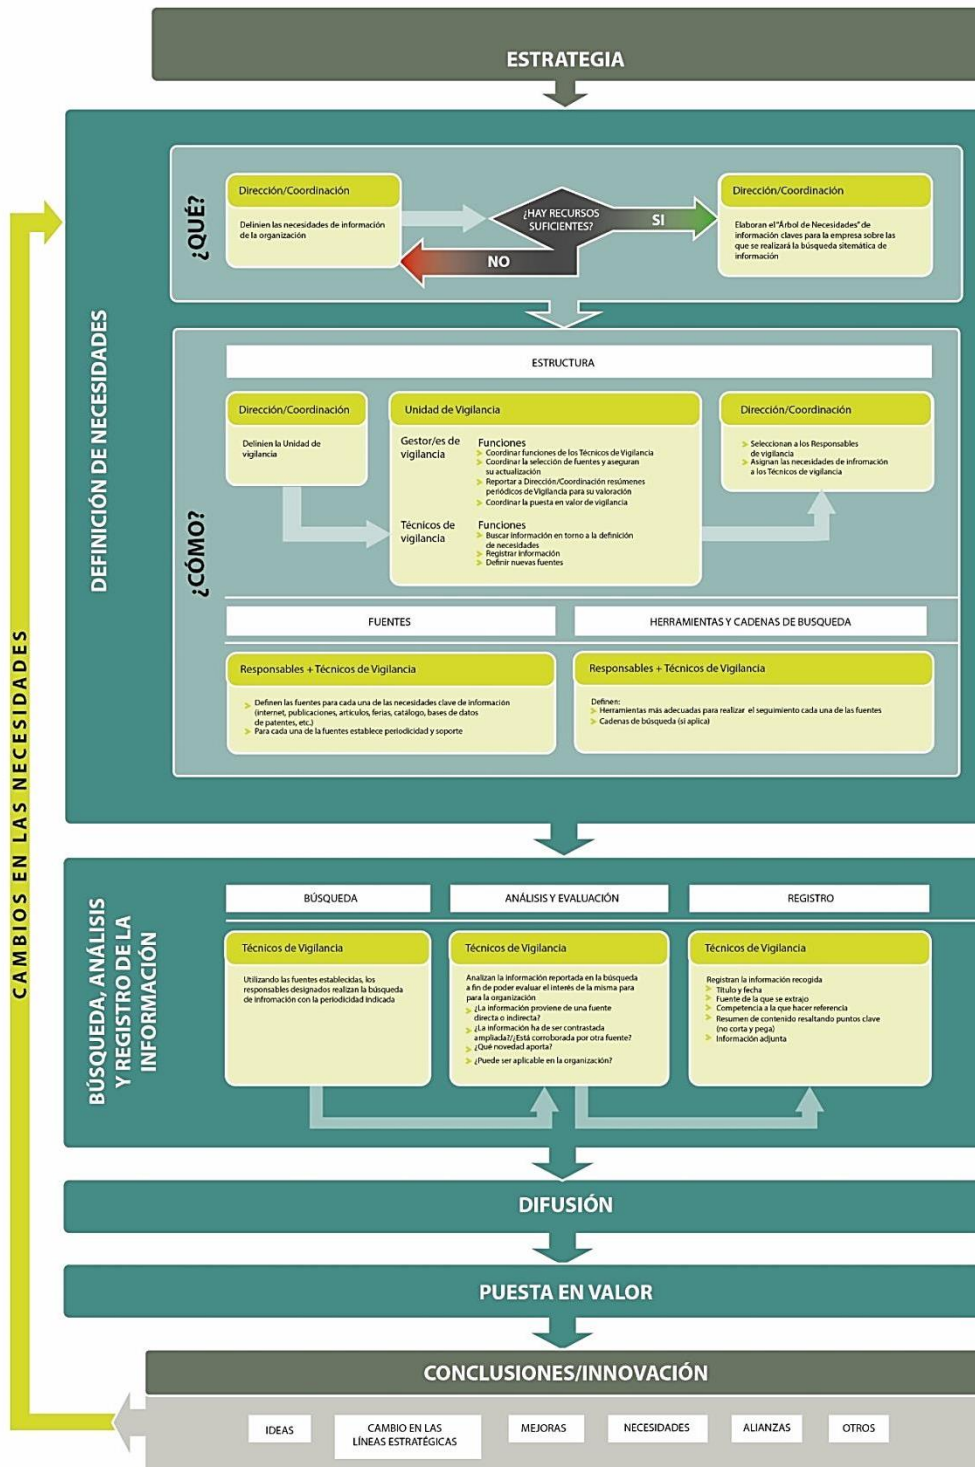 ESTRATEGIA
DEFINICIÓN DE NECESIDADES
¿QUÉ?
Dirección/Coordinación
Definien las necesidades de información
de la organización
¿HAY RECURSOS
SUFICIENTES?
SI
NO
Dirección/Coordinación
Elaboran el "Árbol de Necesidades" de
información claves para la empresa sobre las
que se realizará la búsqueda sitemática de
información
¿CÓMO?
ESTRUCTURA
Dirección/Coordinación
Definien la Unidad de
vigilancia
Unidad de Vigilancia
Gestor/es de
vigilancia
Funciones
Coordinar funciones de los Técnicos de Vigilancia
Coordinar la selección de fuentes y aseguran
su actualización
Reportar a Dirección/Coordinación resúmenes
periódicos de Vigilancia para su valoración
Coordinar la puesta en valor de vigilancia
Técnicos de
vigilancia
Funciones
Buscar información en torno a la definición
de necesidades
Registrar información
Definir nuevas fuentes
Dirección/Coordinación
Seleccionan a los Responsables
de vigilancia
Asignan las necesidades de infromación
a los Técnicos de vigilancia
FUENTES
Responsables + Técnicos de Vigilancia
Definen las fuentes para cada una de las necesidades clave de información
(internet, publicaciones, artículos, ferias, catálogo, bases de datos
de patentes, etc.)
Para cada una de la fuentes establece periodicidad y soporte
HERRAMIENTAS Y CADENAS DE BUSQUEDA
Responsables + Técnicos de Vigilancia
Definen:
Herramientas más adecuadas para realizar el seguimiento cada una de las fuentes
Cadenas de búsqueda (si aplica)
BÚSQUEDA, ANÁLISIS
Y REGISTRO DE LA
INFORMACIÓN
BÚSQUEDA
Técnicos de Vigilancia
Utilizando las fuentes establecidas, los
responsables designados realizan la búsqueda
de infromación con la periodicidad indicada
ANÁLISIS Y EVALUACIÓN
Técnicos de Vigilancia
Analizan la información reportada en la búsqueda
a fin de poder evaluar el interés de la misma para
para la organización
¿La información proviene de una fuente
directa o indirecta?
¿La información ha de ser contrastada
ampliada?/¿Está corroborada por otra fuente?
¿Qué novedad aporta?
¿Puede ser aplicable en la organización?
REGISTRO
Técnicos de Vigilancia
Registran la información recogida
Título y fecha
Fuente de la que se extrajo
Competencia a la que hacer referencia
Resumen de contenido resaltando puntos clave
(no corta y pega)
Información adjunta
DIFUSIÓN
PUESTA EN VALOR
CONCLUSIONES/INNOVACIÓN
IDEAS
CAMBIO EN LAS
LÍNEAS ESTRATÉGICAS
MEJORAS
NECESIDADES
ALIANZAS
OTROS
CAMBIOS EN LAS NECESIDADES